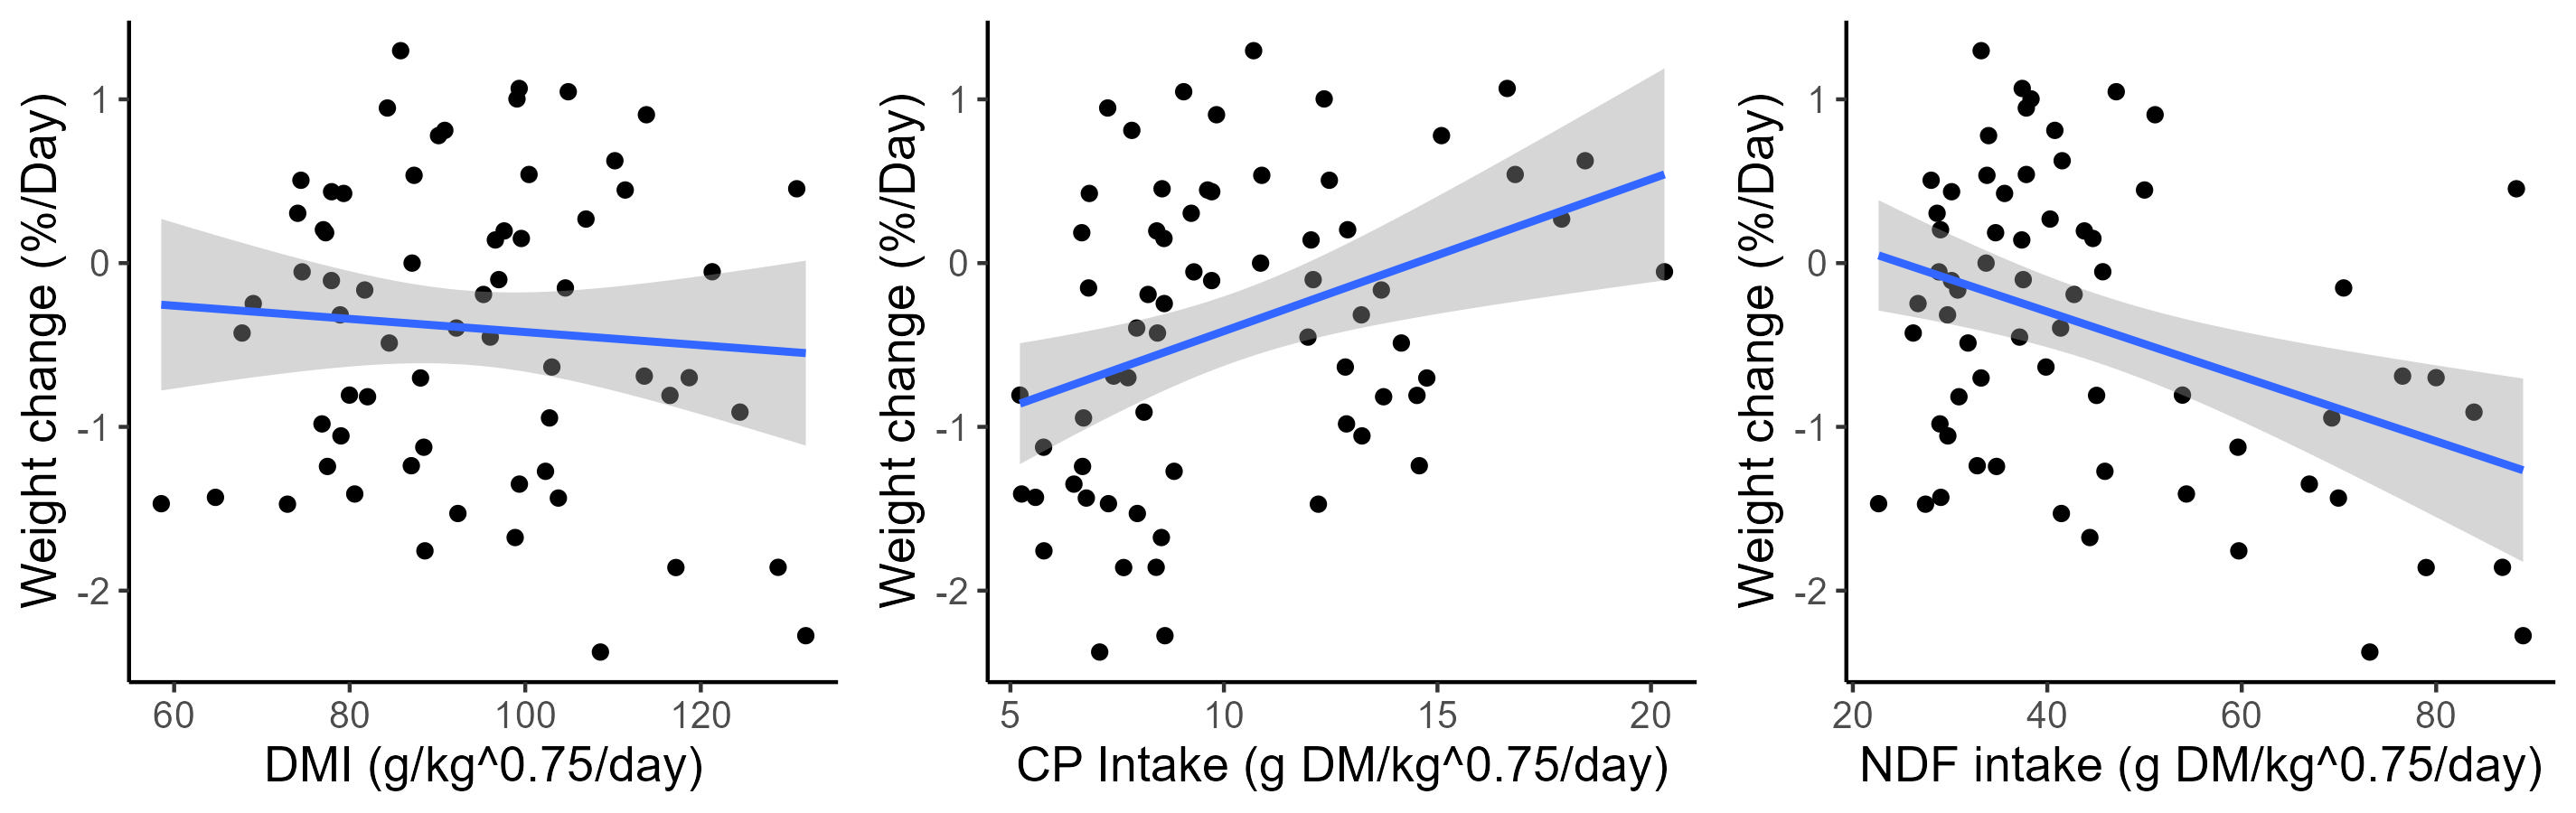 Weight change (%/Day)
1
0
-1
-2
60 80 100 120
DMI (g/kg^0.75/day)
Weight change (%/Day)
1
0
-1
-2
5 10 15 20
CP Intake (g DM/kg^0.75/day)
Weight change (%/Day)
1
0
-1
-2
20 40 60 80
NDF intake (g DM/kg^0.75/day)